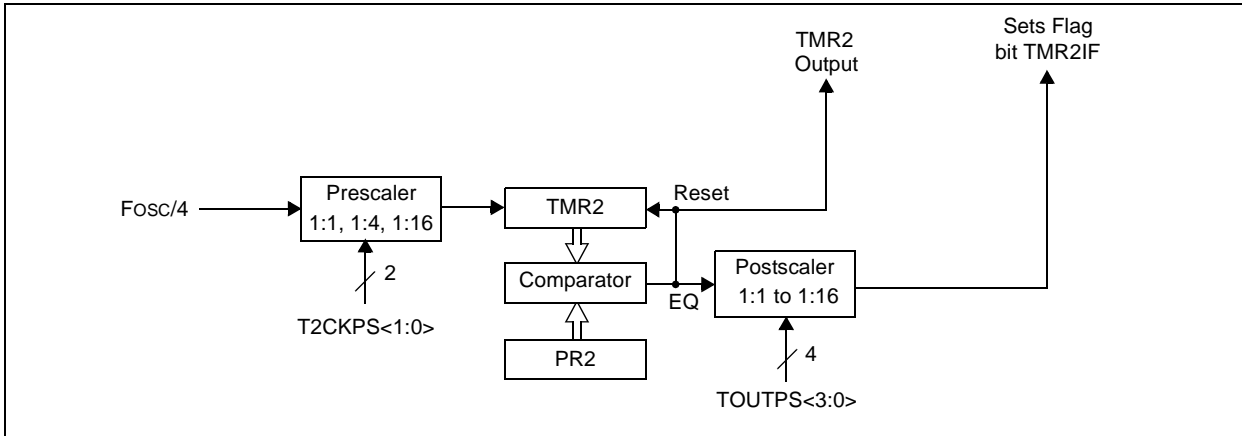 TMR2
Output
Sets Flag
bit TMR2IF
Fosc/4
Prescaler
1:1, 1:4, 1:16
TMR2
Reset
2
T2CKPS<1:0>
Comparator
EQ
Postscaler
1:1 to 1:16
PR2
4
TOUTPS<3:0>